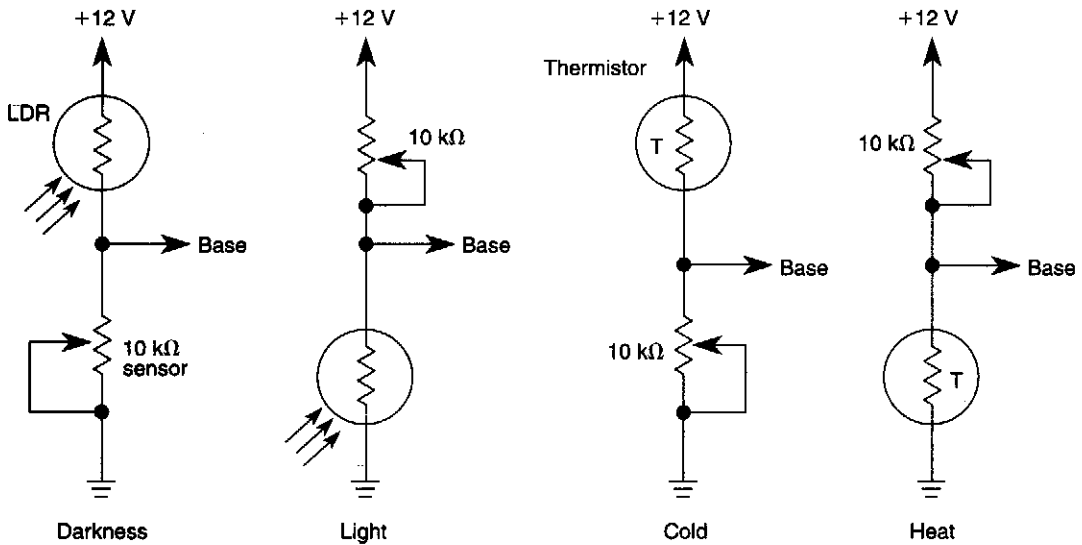 +12 V
+12 V
+12 V
+12 V
LDR
10 kΩ
Thermistor
T
10 kΩ
Base
Base
Base
Base
10 kΩ
sensor
10 kΩ
T
Darkness
Light
Cold
Heat